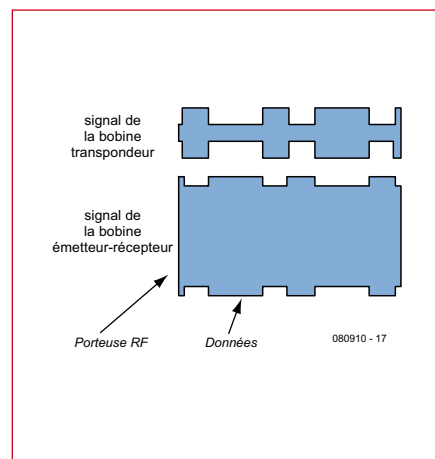 signal de
la bobine
transpondeur
signal de
la bobine
émetteur-récepteur
Porteuse RF
Données
080910 - 17